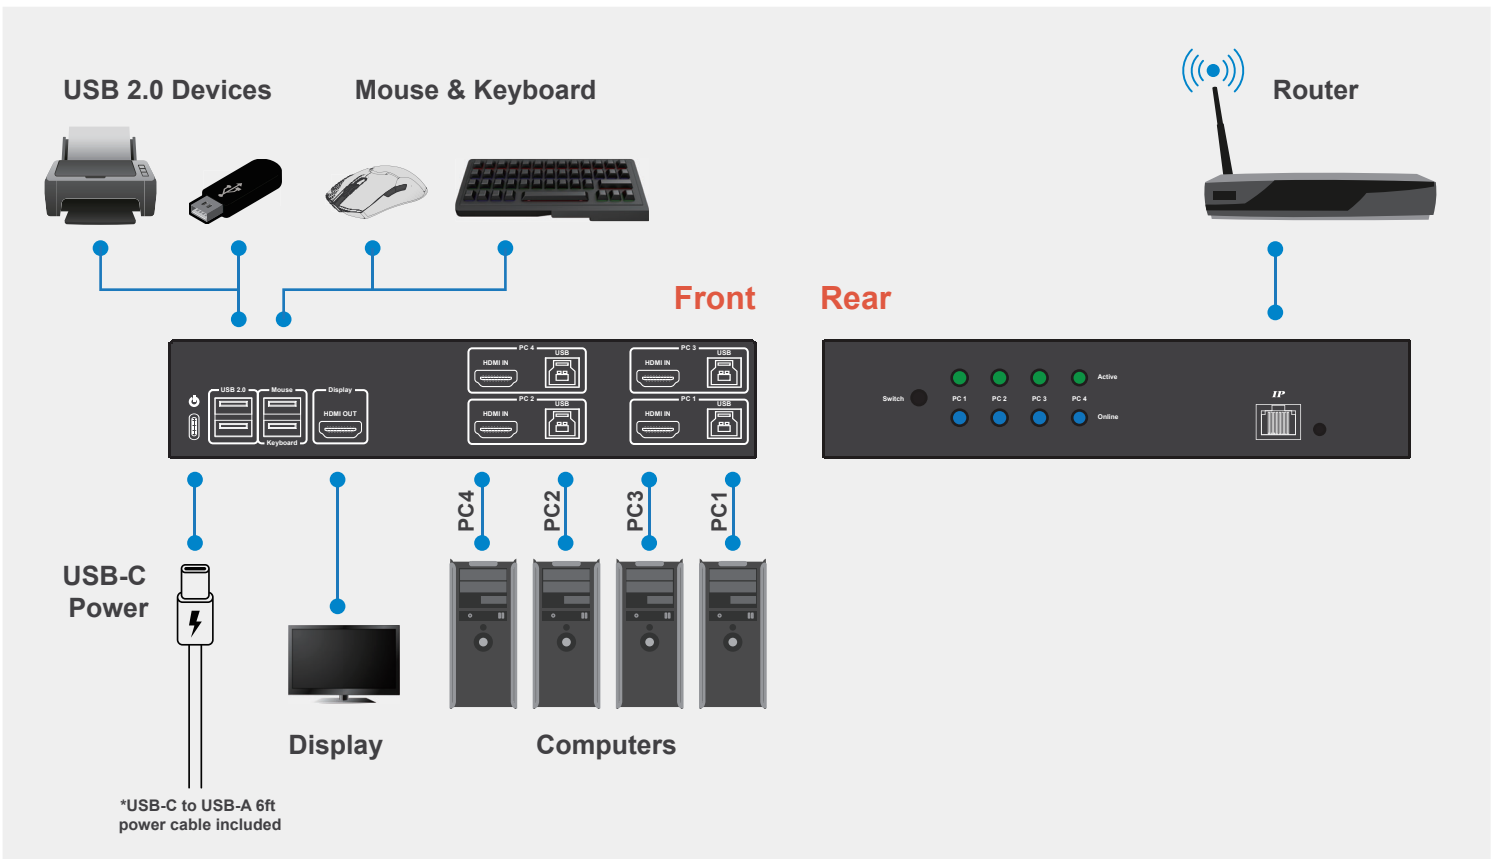 USB 2.0 Devices
Mouse & Keyboard
Router
Front
Rear
USB 2.0
Mouse
Keyboard
Display
HDMI OUT
PC 4
HDMI IN
USB
PC 3
HDMI IN
USB
PC 2
HDMI IN
USB
PC 1
HDMI IN
USB
Switch
PC 1
PC 2
PC 3
PC 4
Active
Online
IP
PC4
PC2
PC3
PC1
USB-C
Power
Display
Computers
*USB-C to USB-A 6ft
power cable included